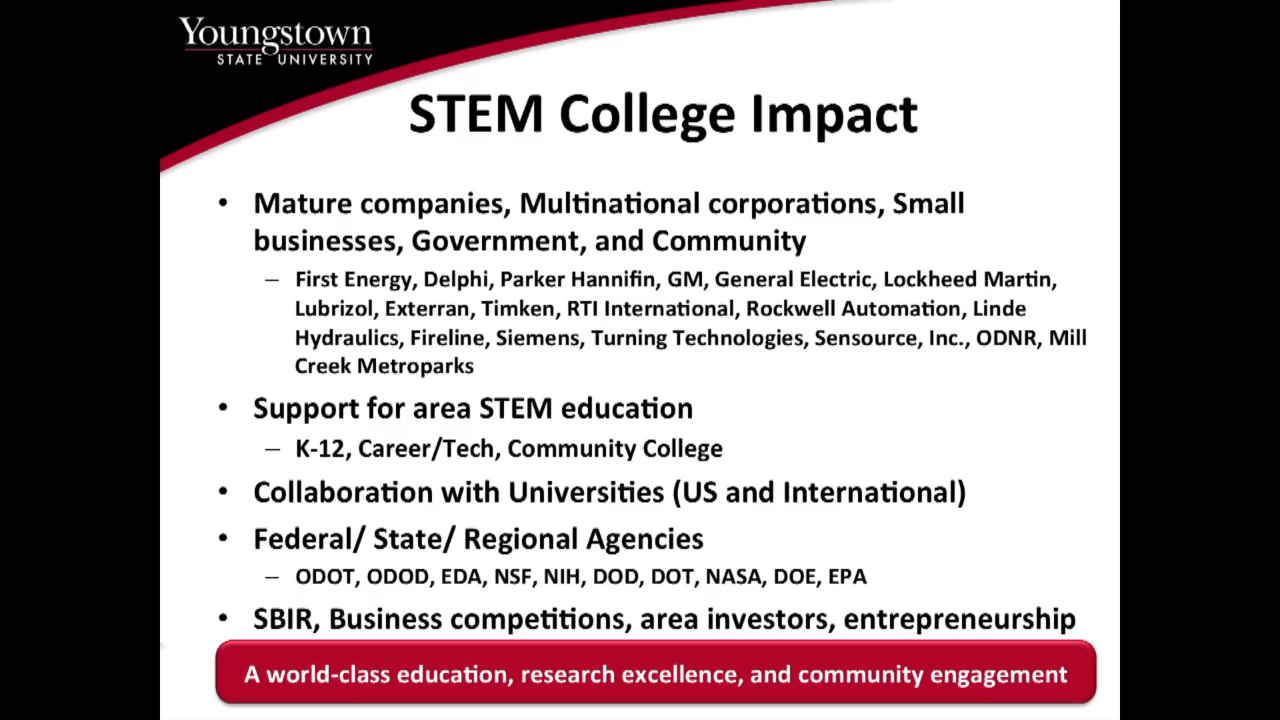 Youngstown
STATE UNIVERSITY
STEM College Impact
• Mature companies, Multinational corporations, Small
businesses, Government, and Community
– First Energy, Delphi, Parker Hannifin, GM, General Electric, Lockheed Martin,
Lubrizol, Exterran, Timken, RTI International, Rockwell Automation, Linde
Hydraulics, Fireline, Siemens, Turning Technologies, Sensource, Inc., ODNR, Mill
Creek Metroparks
• Support for area STEM education
– K-12, Career/Tech, Community College
• Collaboration with Universities (US and International)
• Federal/ State/ Regional Agencies
– ODOT, ODOD, EDA, NSF, NIH, DOD, DOT, NASA, DOE, EPA
• SBIR, Business competitions, area investors, entrepreneurship
A world-class education, research excellence, and community engagement